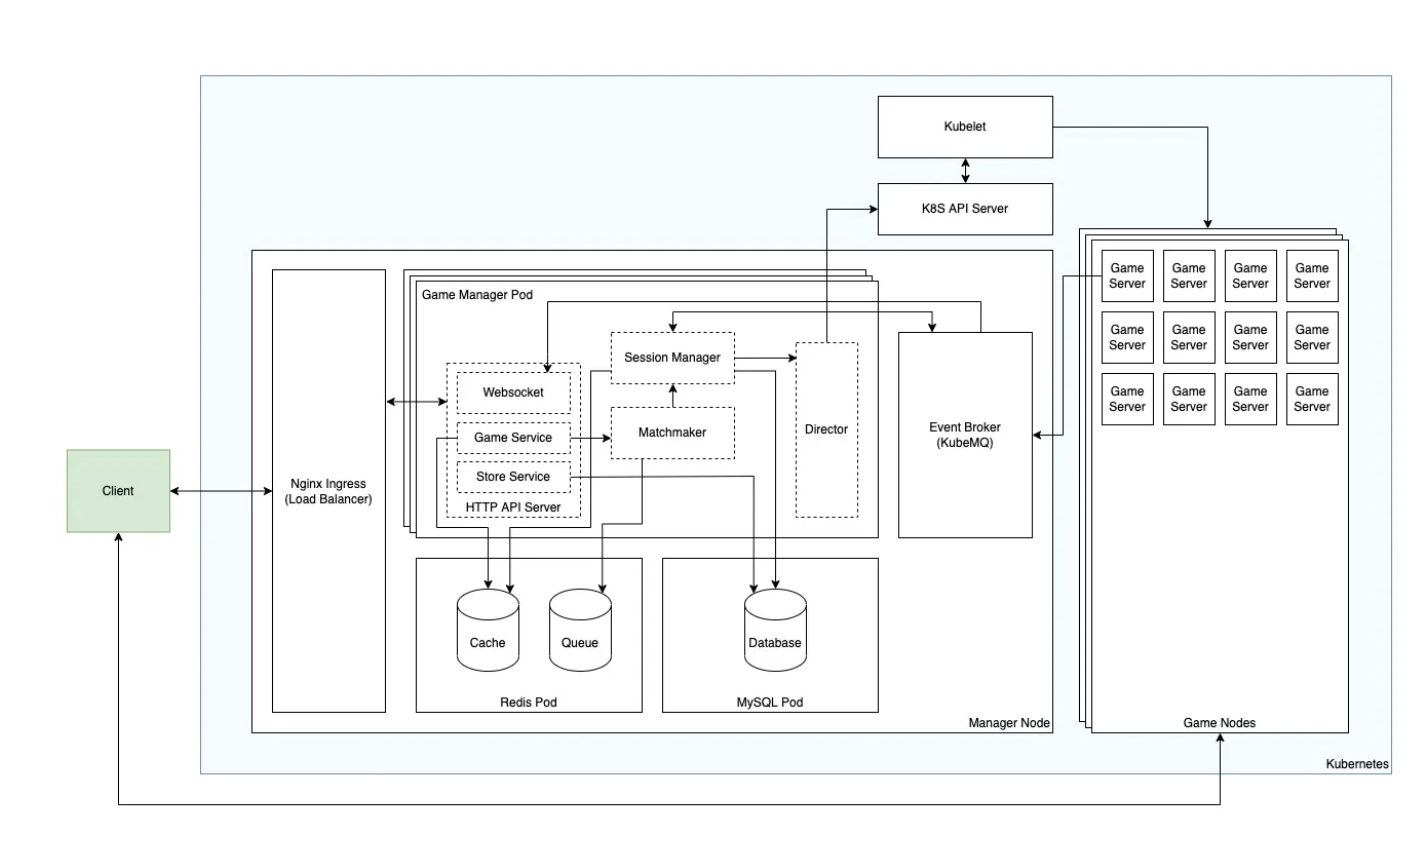 Kubelet
K8S API Server
Game Manager Pod
Session Manager
Websocket
Game Service
Matchmaker
Store Service
HTTP API Server
Director
Event Broker
(KubeMQ)
Client
Nginx Ingress
(Load Balancer)
Cache
Queue
Redis Pod
Database
MySQL Pod
Manager Node
Game
Server
Game
Server
Game
Server
Game
Server
Game
Server
Game
Server
Game
Server
Game
Server
Game
Server
Game
Server
Game
Server
Game
Server
Game Nodes
Kubernetes